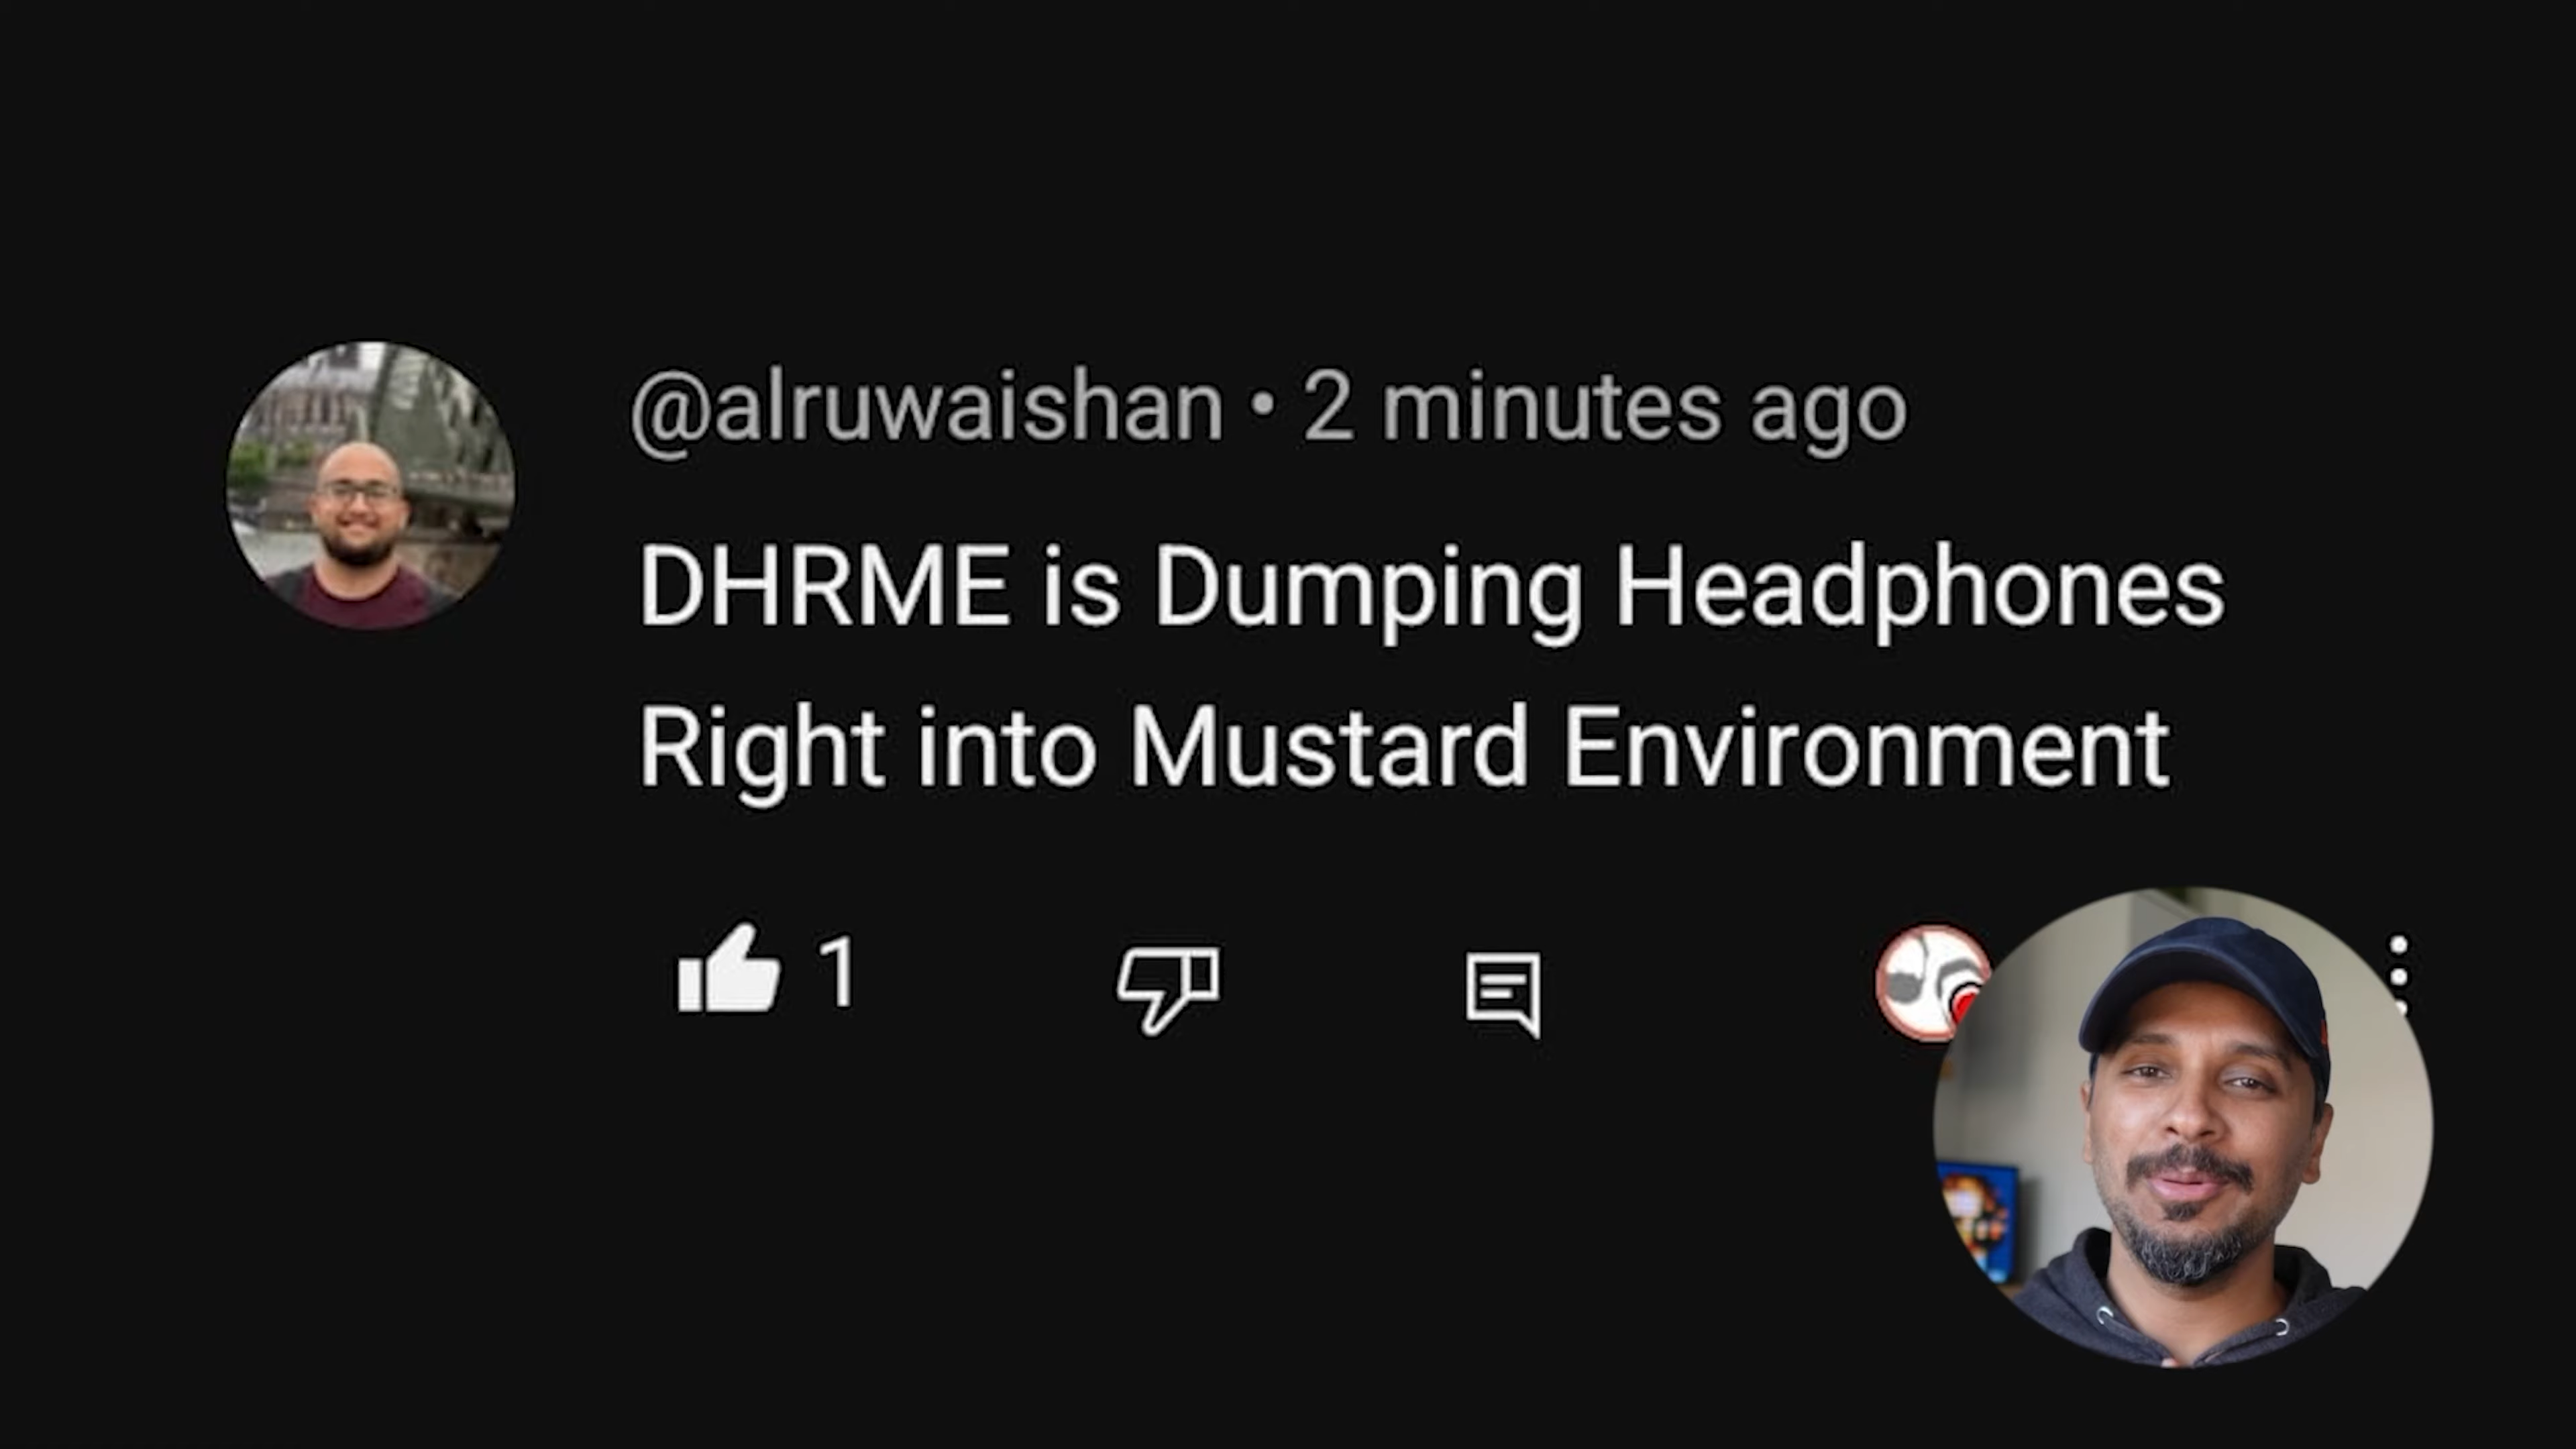 @alruwaishan • 2 minutes ago
DHRME is Dumping Headphones
Right into Mustard Environment
1